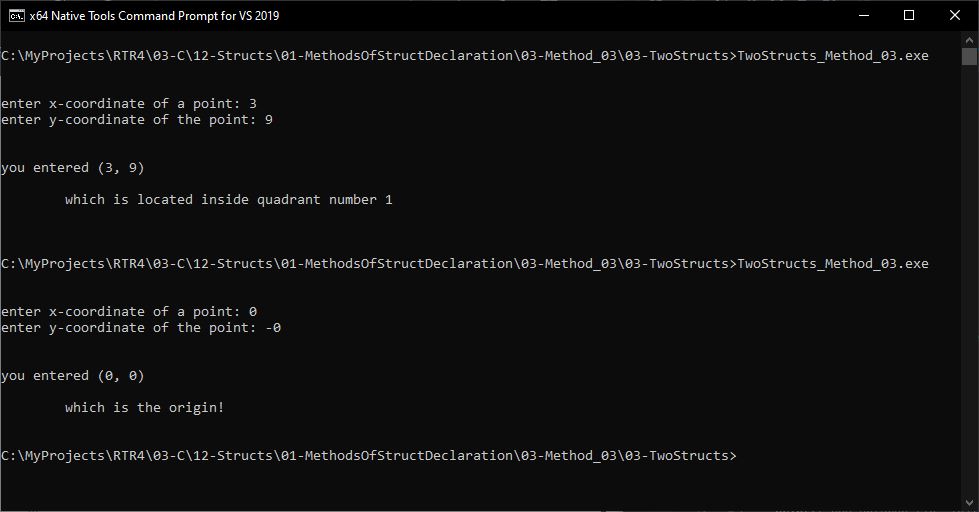 x64 Native Tools Command Prompt for VS 2019
C:\MyProjects\RTR4\03-C\12-Structs\01-MethodsOfStructDeclaration\03-Method_03\03-TwoStructs>TwoStructs_Method_03.exe
enter x-coordinate of a point: 3
enter y-coordinate of the point: 9
you entered (3, 9)
which is located inside quadrant number 1
C:\MyProjects\RTR4\03-C\12-Structs\01-MethodsOfStructDeclaration\03-Method_03\03-TwoStructs>TwoStructs_Method_03.exe
enter x-coordinate of a point: 0
enter y-coordinate of the point: -0
you entered (0, 0)
which is the origin!
C:\MyProjects\RTR4\03-C\12-Structs\01-MethodsOfStructDeclaration\03-Method_03\03-TwoStructs>